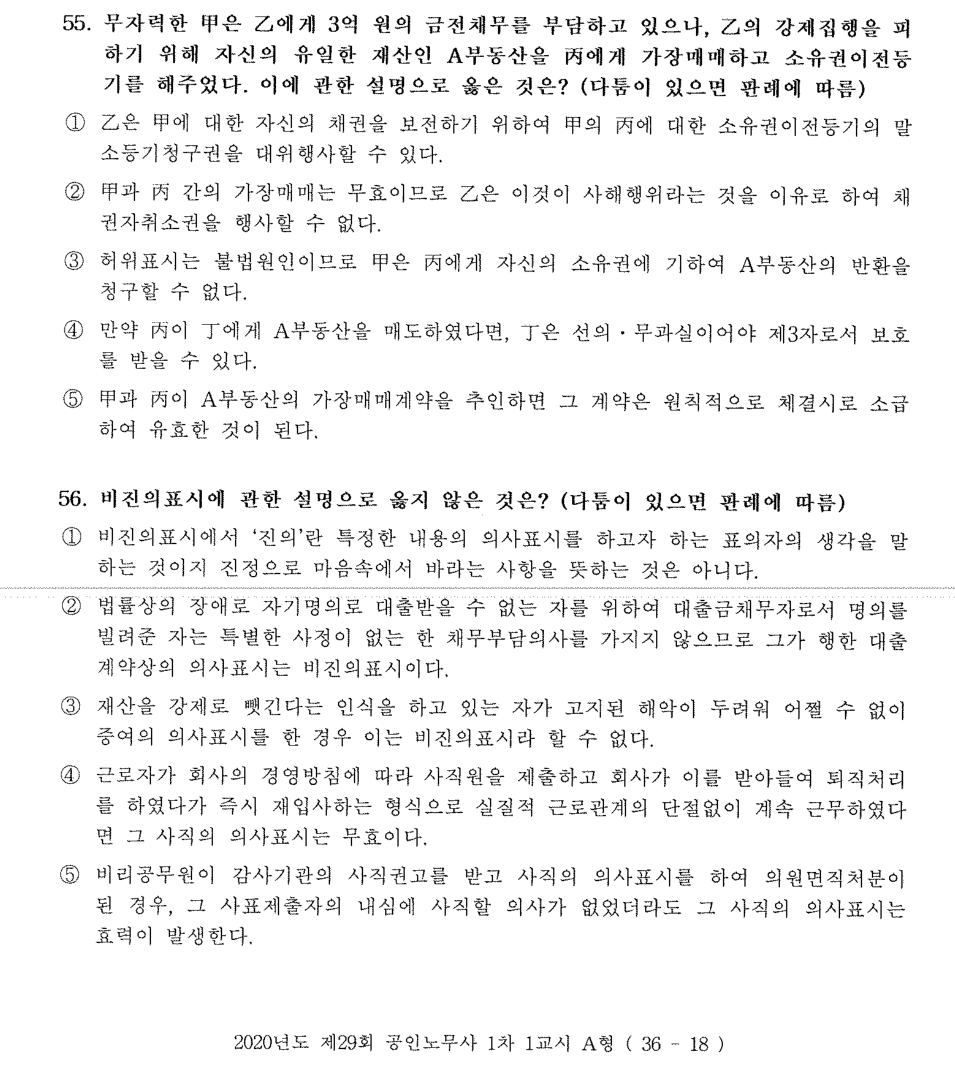 55. 무자력한 甲은 乙에게 3억 원의 금전채무를 부담하고 있으나, 乙의 강제집행을 피
하기 위해 자신의 유일한 재산인 A부동산을 丙에게 가장매매하고 소유권이전등
기를 해주었다. 이에 관한 설명으로 옳은 것은? (다툼이 있으면 판례에 따름)
① 乙은 甲에 대한 자신의 채권을 보전하기 위하여 甲의 丙에 대한 소유권이전등기의 말
소등기청구권을 대위행사할 수 있다.
② 甲과 丙 간의 가장매매는 무효이므로 乙은 이것이 사해행위라는 것을 이유로 하여 채
권자취소권을 행사할 수 없다.
③ 허위표시는 불법원인이므로 甲은 丙에게 자신의 소유권에 기하여 A부동산의 반환을
청구할 수 없다.
④ 만약 丙이 丁에게 A부동산을 매도하였다면, 丁은 선의·무과실이어야 제3자로서 보호
를 받을 수 있다.
⑤ 甲과 丙이 A부동산의 가장매매계약을 추인하면 그 계약은 원칙적으로 체결시로 소급
하여 유효한 것이 된다.
56. 비진의표시에 관한 설명으로 옳지 않은 것은? (다툼이 있으면 판례에 따름)
① 비진의표시에서 '진의'란 특정한 내용의 의사표시를 하고자 하는 표의자의 생각을 말
하는 것이지 진정으로 마음속에서 바라는 사항을 뜻하는 것은 아니다.
② 법률상의 장애로 자기명의로 대출받을 수 없는 자를 위하여 대출금채무자로서 명의를
빌려준 자는 특별한 사정이 없는 한 채무부담의사를 가지지 않으므로 그가 행한 대출
계약상의 의사표시는 비진의표시이다.
③ 재산을 강제로 뺏긴다는 인식을 하고 있는 자가 고지된 해악이 두려워 어쩔 수 없이
증여의 의사표시를 한 경우 이는 비진의표시라 할 수 없다.
④ 근로자가 회사의 경영방침에 따라 사직원을 제출하고 회사가 이를 받아들여 퇴직처리
를 하였다가 즉시 재입사하는 형식으로 실질적 근로관계의 단절없이 계속 근무하였다
면 그 사직의 의사표시는 무효이다.
⑤ 비리공무원이 감사기관의 사직권고를 받고 사직의 의사표시를 하여 의원면직처분이
된 경우, 그 사표제출자의 내심에 사직할 의사가 없었더라도 그 사직의 의사표시는
효력이 발생한다.
2020년도 제29회 공인노무사 1차 1교시 A형 ( 36 - 18 )